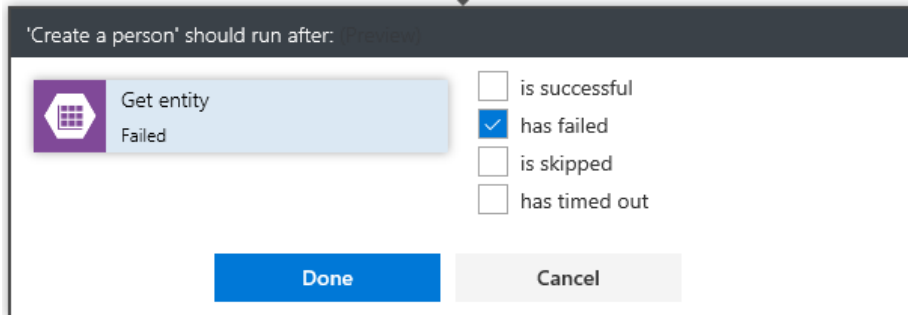 'Create a person' should run after: (Preview)
Get entity
Failed
is successful
has failed
is skipped
has timed out
Done
Cancel